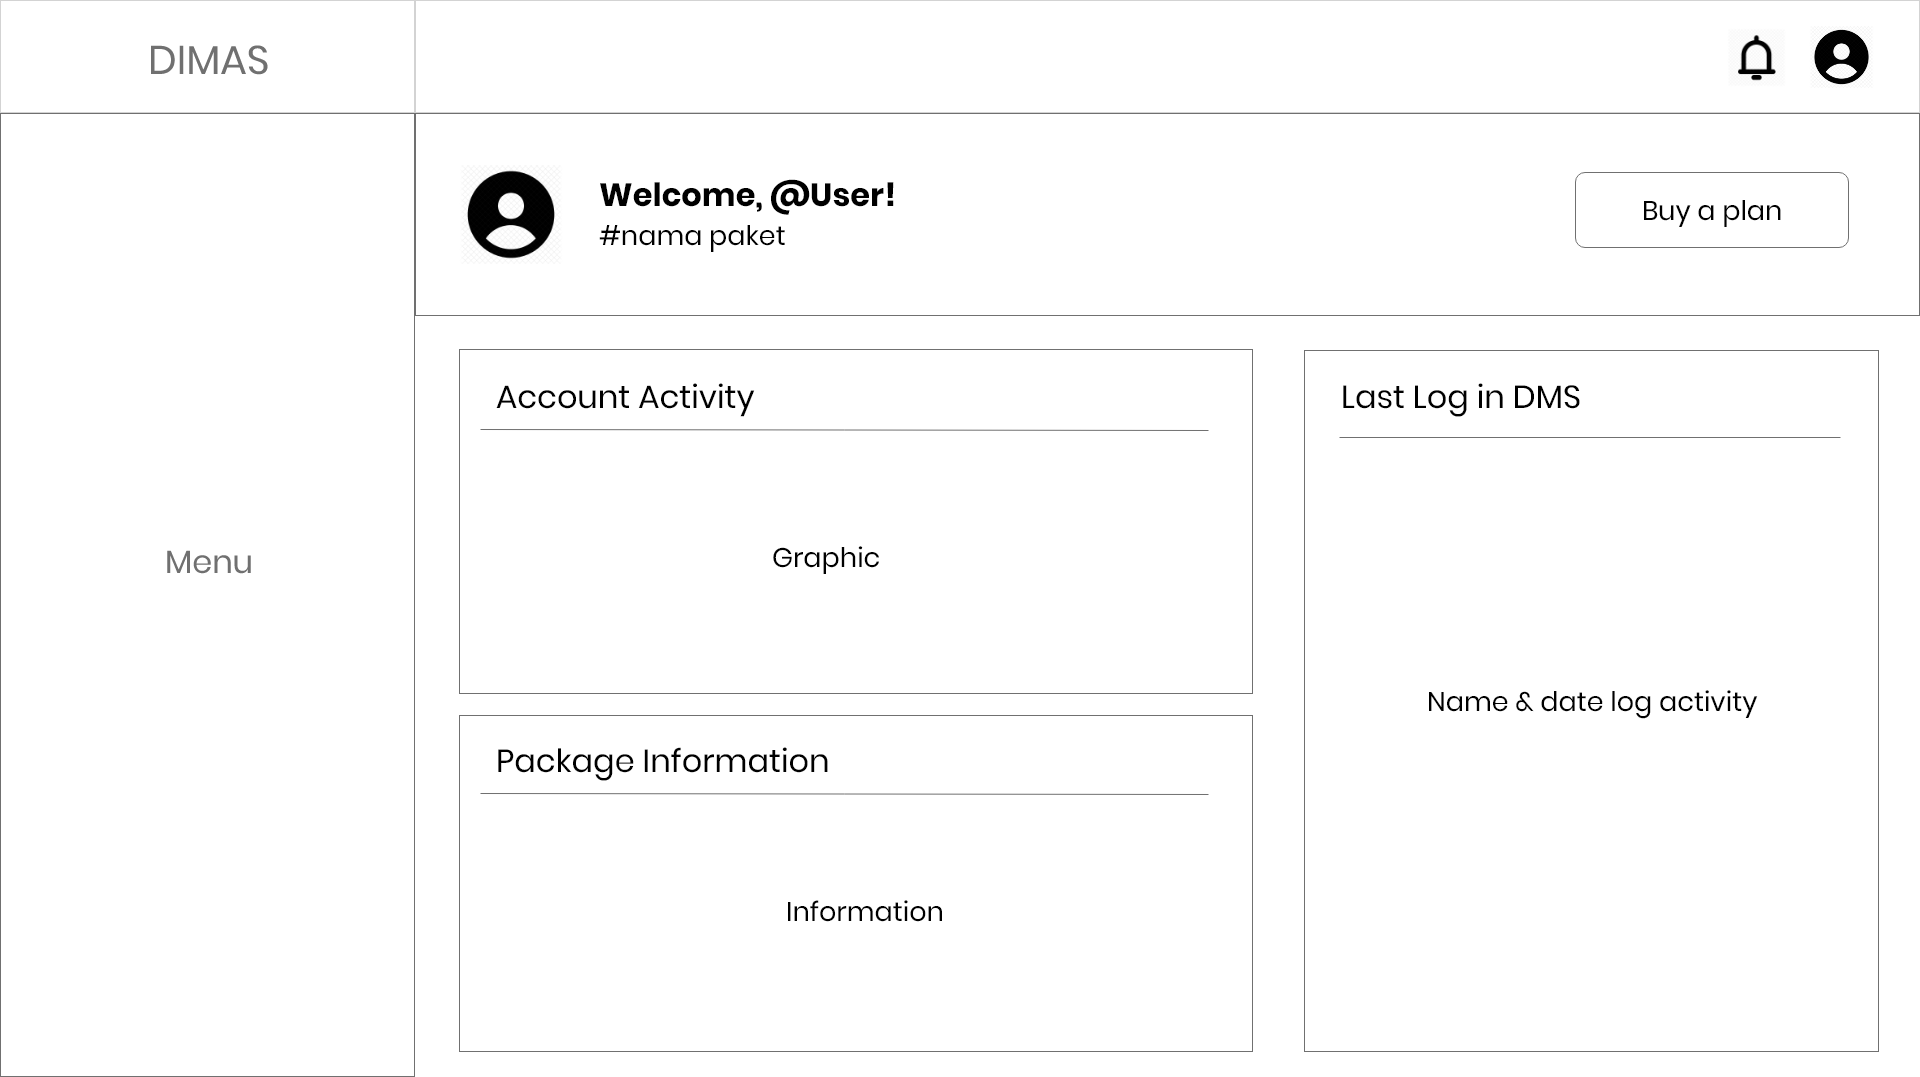 DIMAS
Menu
Welcome, @User!
#nama paket
Buy a plan
Account Activity
Graphic
Package Information
Information
Last Log in DMS
Name & date log activity